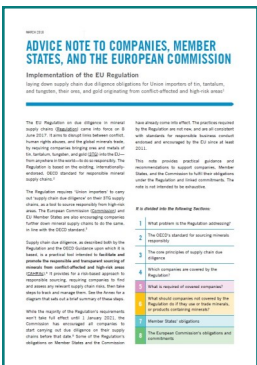 MARCH 2018
ADVICE NOTE TO COMPANIES, MEMBER
STATES, AND THE EUROPEAN COMMISSION
Implementation of the EU Regulation
laying down supply chain due diligence obligations for Union importers of tin, tantalum,
and tungsten, their ores, and gold originating from conflict-affected and high-risk areas¹
The EU Regulation on due diligence in mineral
supply chains (Regulation) came into force on 8
June 2017. It aims to disrupt links between conflict,
human rights abuses, and the global minerals trade,
by requiring companies bringing ores and metals of
tin, tantalum, tungsten, and gold (3TG) into the EU—
from anywhere in the world—to do so responsibly. The
Regulation is based on the existing, internationally-
endorsed, OECD standard for responsible mineral
supply chains.²
The Regulation requires 'Union importers' to carry
out 'supply chain due diligence' on their 3TG supply
chains, as a tool to source responsibly from high-risk
areas. The European Commission (Commission) and
EU Member States are also encouraging companies
further down mineral supply chains to do the same,
in line with the OECD standard.³
Supply chain due diligence, as described both by the
Regulation and the OECD Guidance upon which it is
based, is a practical tool intended to facilitate and
promote the responsible and transparent sourcing of
minerals from conflict-affected and high-risk areas
(CAHRAs).⁴ It provides for a risk-based approach to
responsible sourcing, requiring companies to find
and assess any relevant supply chain risks, then take
steps to track and manage them. See the Annex for a
diagram that sets out a brief summary of these steps.
While the majority of the Regulation's requirements
won't take full effect until 1 January 2021, the
Commission has encouraged all companies to
start carrying out due diligence on their supply
chains before that date.⁵ Some of the Regulation's
obligations on Member States and the Commission
have already come into effect. The practices required
by the Regulation are not new, and are all consistent
with standards for responsible business conduct
endorsed and encouraged by the EU since at least
2011.
This note provides practical guidance and
recommendations to support companies, Member
States, and the Commission to fulfil their obligations
under the Regulation and linked commitments. The
note is not intended to be exhaustive.
It is divided into the following Sections:
1 What problem is the Regulation addressing?
2 The OECD's standard for sourcing minerals
responsibly
3 The core principles of supply chain due
diligence
4 Which companies are covered by the
Regulation?
5 What is required of covered companies?
6 What should companies not covered by the
Regulation do if they use or trade minerals,
or products containing minerals?
7 Member States' obligations
8 The European Commission's obligations and
commitments